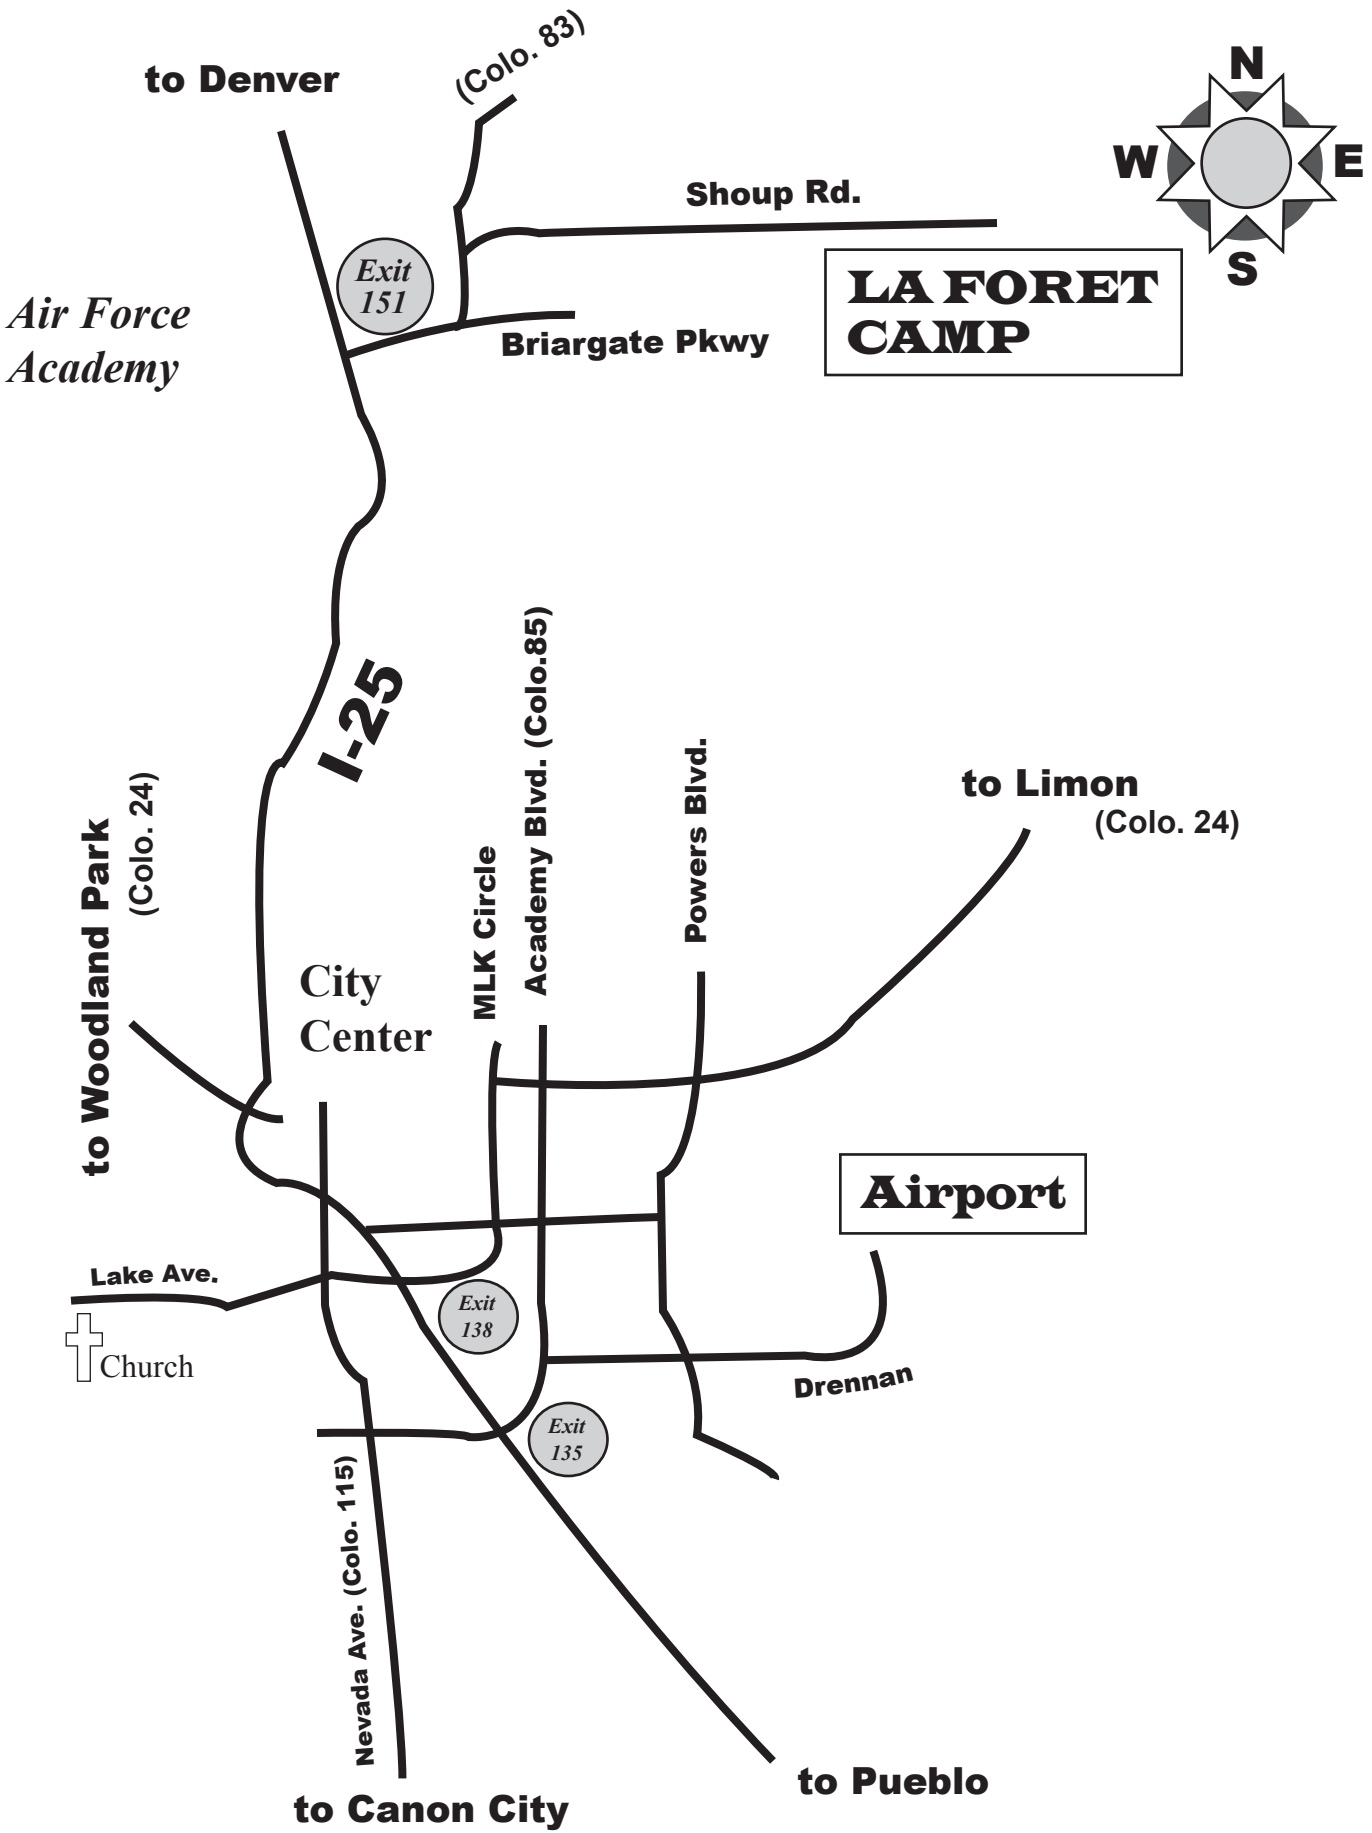 (Colo. 83)
to Denver
N
W
E
S
Shoup Rd.
Exit
151
LA FORET
CAMP
Air Force
Academy
Briargate Pkwy
I-25
Academy Blvd. (Colo.85)
Powers Blvd.
to Limon
(Colo. 24)
to Woodland Park
(Colo. 24)
MLK Circle
City
Center
Airport
Lake Ave.
Exit
138
Church
Drennan
Exit
135
Nevada Ave. (Colo. 115)
to Pueblo
to Canon City